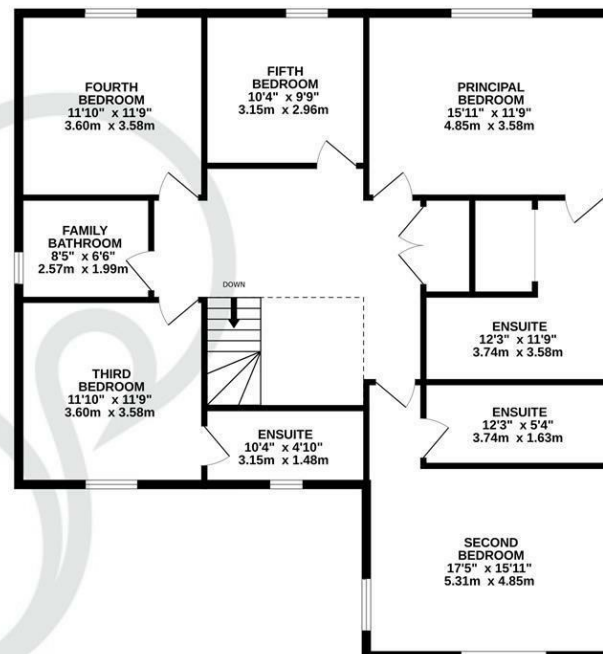 FOURTH
BEDROOM
11'10" x 11'9"
3.60m x 3.58m
FIFTH
BEDROOM
10'4" x 9'9"
3.15m x 2.96m
PRINCIPAL
BEDROOM
15'11" x 11'9"
4.85m x 3.58m
FAMILY
BATHROOM
8'5" x 6'6"
2.57m x 1.99m
DOWN
ENSUITE
12'3" x 11'9"
3.74m x 3.58m
THIRD
BEDROOM
11'10" x 11'9"
3.60m x 3.58m
ENSUITE
12'3" x 5'4"
3.74m x 1.63m
ENSUITE
10'4" x 4'10"
3.15m x 1.48m
SECOND
BEDROOM
17'5" x 15'11"
5.31m x 4.85m